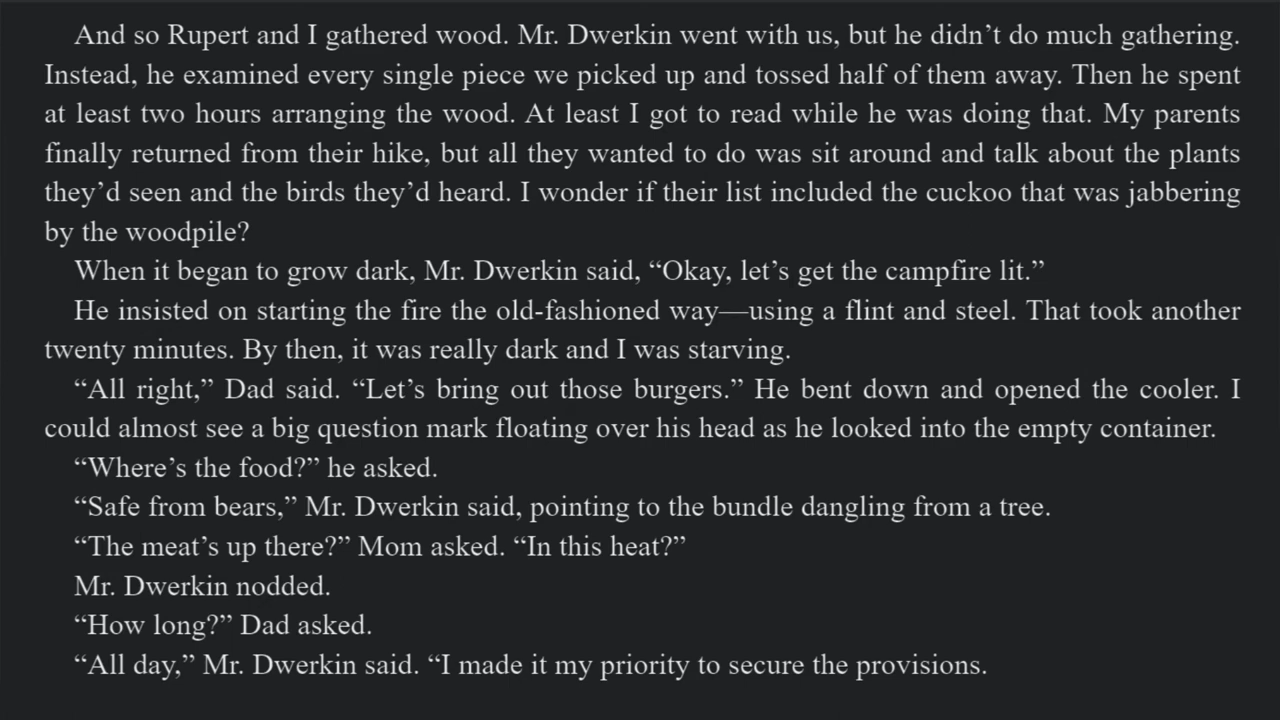 And so Rupert and I gathered wood. Mr. Dwerkin went with us, but he didn’t do much gathering.
Instead, he examined every single piece we picked up and tossed half of them away. Then he spent
at least two hours arranging the wood. At least I got to read while he was doing that. My parents
finally returned from their hike, but all they wanted to do was sit around and talk about the plants
they’d seen and the birds they’d heard. I wonder if their list included the cuckoo that was jabbering
by the woodpile?
When it began to grow dark, Mr. Dwerkin said, “Okay, let’s get the campfire lit.”
He insisted on starting the fire the old-fashioned way—using a flint and steel. That took another
twenty minutes. By then, it was really dark and I was starving.
“All right,” Dad said. “Let’s bring out those burgers.” He bent down and opened the cooler. I
could almost see a big question mark floating over his head as he looked into the empty container.
“Where’s the food?” he asked.
“Safe from bears,” Mr. Dwerkin said, pointing to the bundle dangling from a tree.
“The meat’s up there?” Mom asked. “In this heat?”
Mr. Dwerkin nodded.
“How long?” Dad asked.
“All day,” Mr. Dwerkin said. “I made it my priority to secure the provisions.